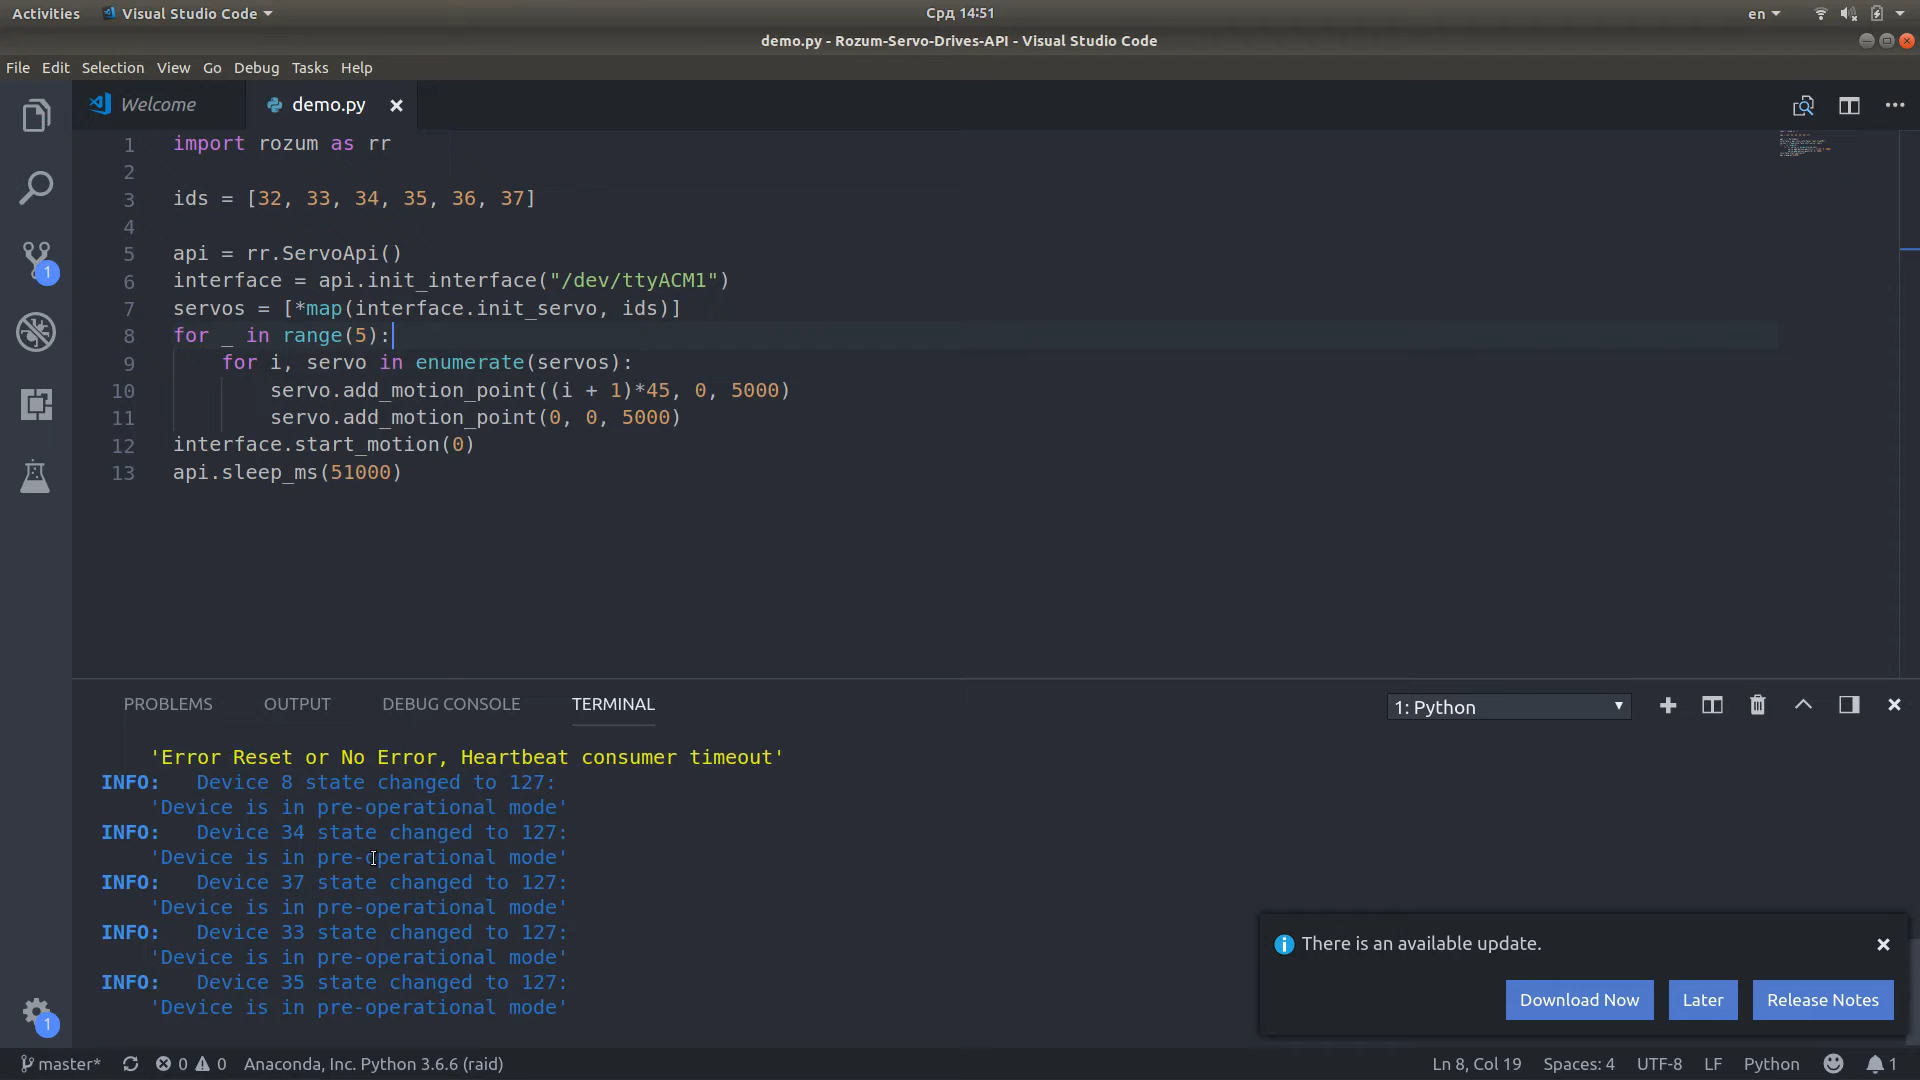 Activities Visual Studio Code Срд 14:51 en
demo.py - Rozum-Servo-Drives-API - Visual Studio Code
File Edit Selection View Go Debug Tasks Help
Welcome demo.py
1 import rozum as rr
2
3 ids = [32, 33, 34, 35, 36, 37]
4
5 api = rr.ServoApi()
6 interface = api.init_interface("/dev/ttyACM1")
7 servos = [*map(interface.init_servo, ids)]
8 for _ in range(5):
9 for i, servo in enumerate(servos):
10 servo.add_motion_point((i + 1)*45, 0, 5000)
11 servo.add_motion_point(0, 0, 5000)
12 interface.start_motion(0)
13 api.sleep_ms(51000)
1
PROBLEMS OUTPUT DEBUG CONSOLE TERMINAL 1: Python
'Error Reset or No Error, Heartbeat consumer timeout'
INFO: Device 8 state changed to 127:
'Device is in pre-operational mode'
INFO: Device 34 state changed to 127:
'Device is in pre-operational mode'
INFO: Device 37 state changed to 127:
'Device is in pre-operational mode'
INFO: Device 33 state changed to 127:
'Device is in pre-operational mode'
INFO: Device 35 state changed to 127:
'Device is in pre-operational mode'
There is an available update.
Download Now Later Release Notes
1
master* 0 0 Anaconda, Inc. Python 3.6.6 (raid) Ln 8, Col 19 Spaces: 4 UTF-8 LF Python 1